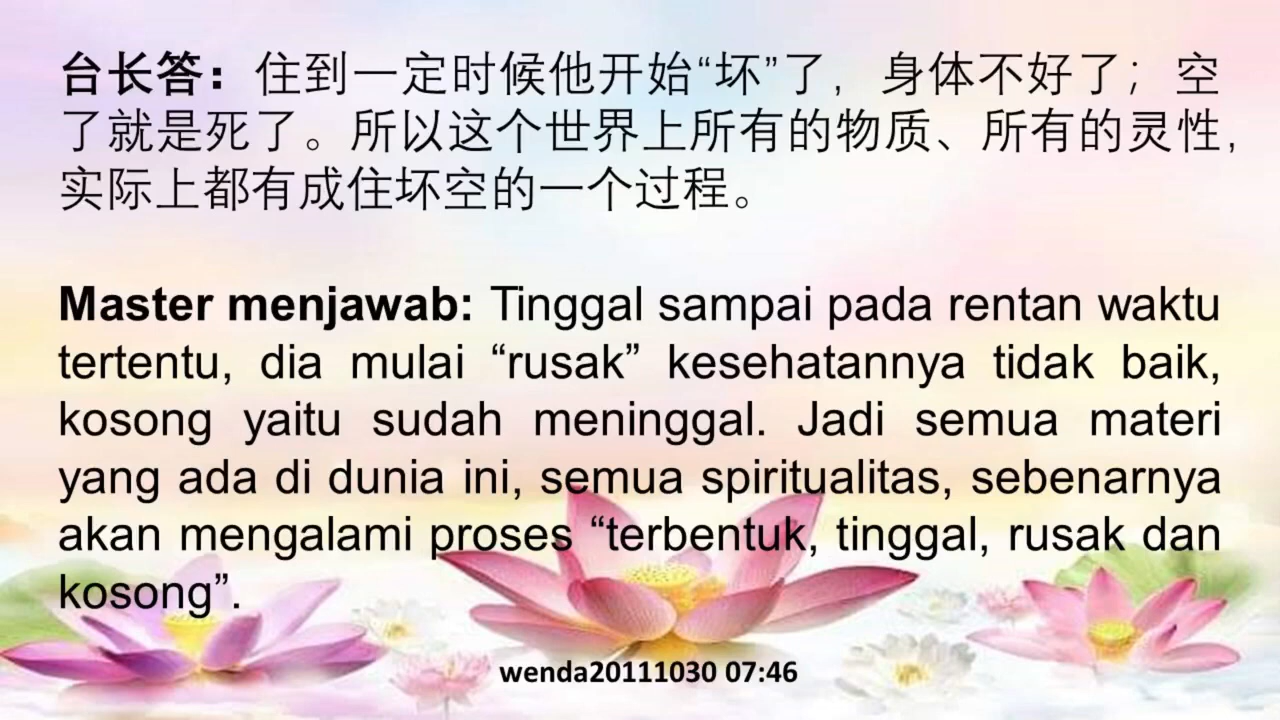 台长答：住到一定时候他开始“坏”了，身体不好了；空
了就是死了。所以这个世界上所有的物质、所有的灵性，
实际上都有成住坏空的一个过程。
Master menjawab: Tinggal sampai pada rentan waktu
tertentu, dia mulai “rusak” kesehatannya tidak baik,
kosong yaitu sudah meninggal. Jadi semua materi
yang ada di dunia ini, semua spiritualitas, sebenarnya
akan mengalami proses “terbentuk, tinggal, rusak dan
kosong”.
wenda20111030 07:46